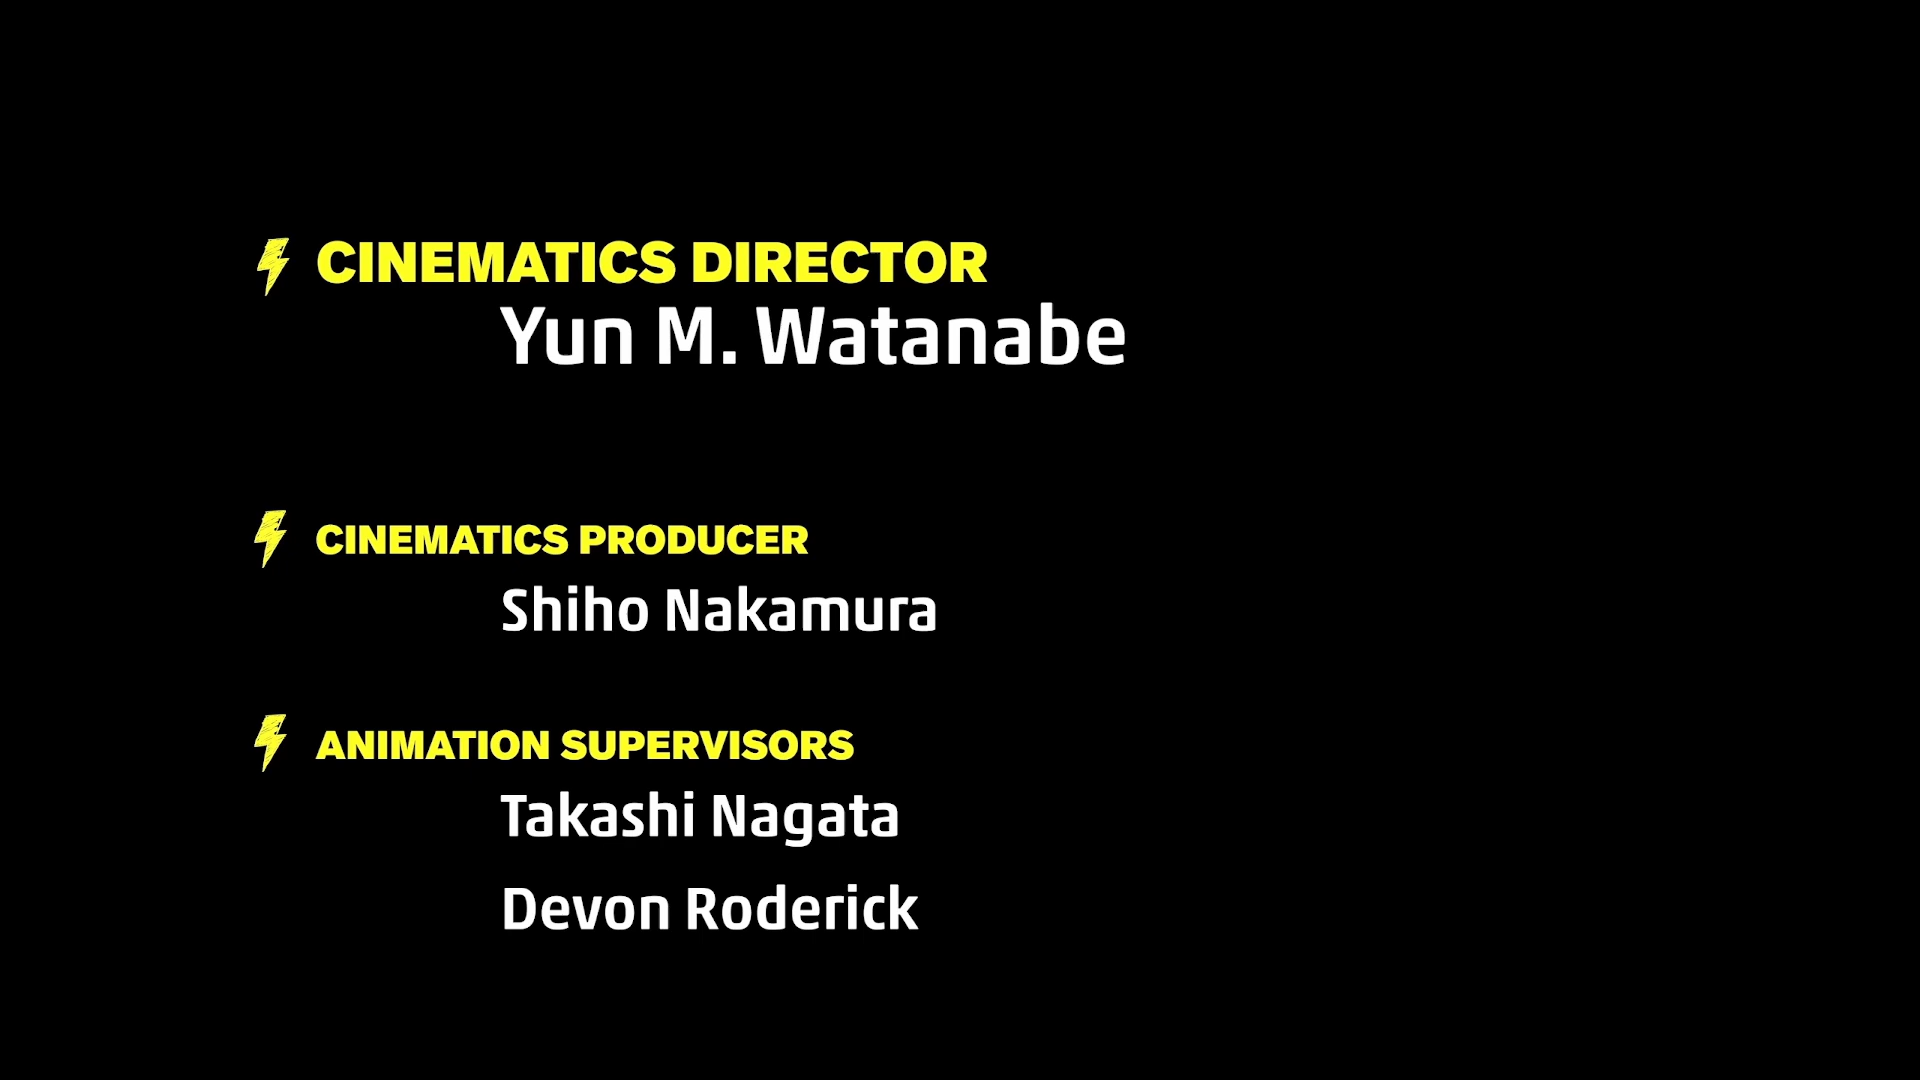 CINEMATICS DIRECTOR
Yun M. Watanabe
CINEMATICS PRODUCER
Shiho Nakamura
ANIMATION SUPERVISORS
Takashi Nagata
Devon Roderick